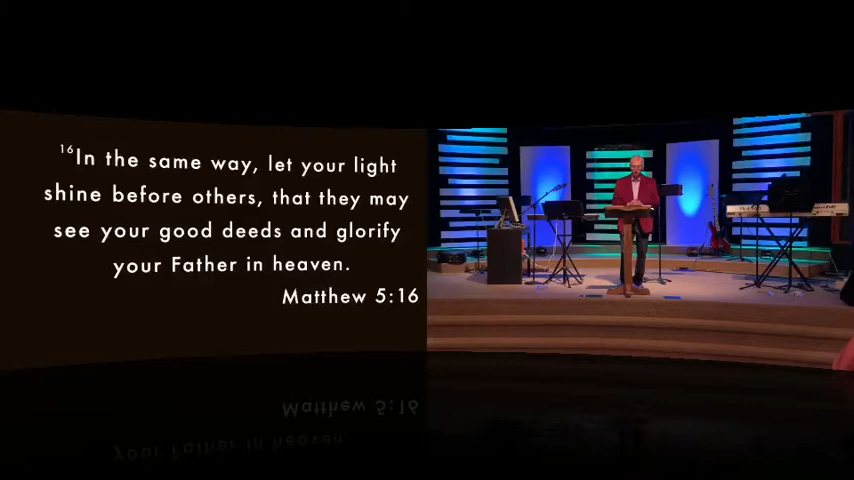 16In the same way, let your light
shine before others, that they may
see your good deeds and glorify
your Father in heaven.
Matthew 5:16